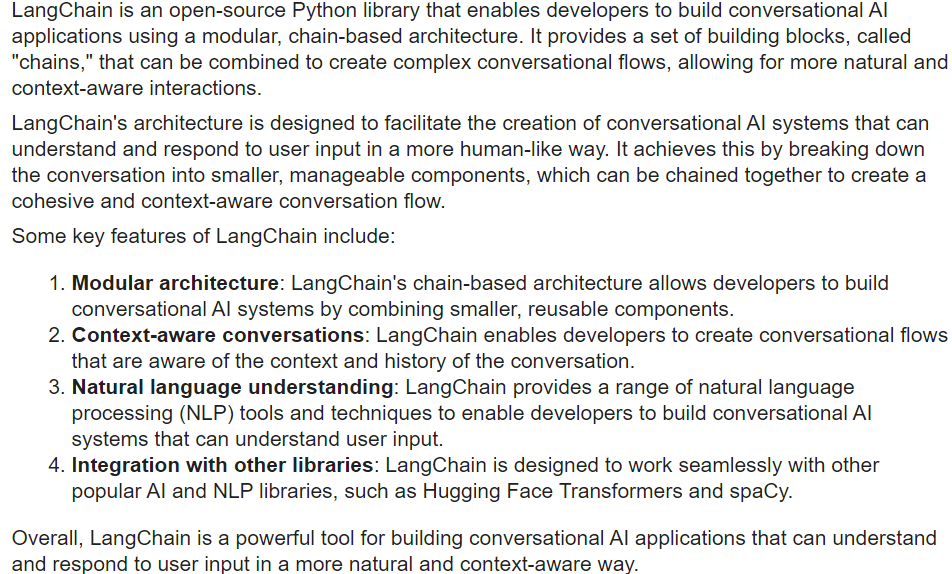 LangChain is an open-source Python library that enables developers to build conversational AI
applications using a modular, chain-based architecture. It provides a set of building blocks, called
"chains," that can be combined to create complex conversational flows, allowing for more natural and
context-aware interactions.
LangChain's architecture is designed to facilitate the creation of conversational AI systems that can
understand and respond to user input in a more human-like way. It achieves this by breaking down
the conversation into smaller, manageable components, which can be chained together to create a
cohesive and context-aware conversation flow.
Some key features of LangChain include:
1. Modular architecture: LangChain's chain-based architecture allows developers to build
conversational AI systems by combining smaller, reusable components.
2. Context-aware conversations: LangChain enables developers to create conversational flows
that are aware of the context and history of the conversation.
3. Natural language understanding: LangChain provides a range of natural language
processing (NLP) tools and techniques to enable developers to build conversational AI
systems that can understand user input.
4. Integration with other libraries: LangChain is designed to work seamlessly with other
popular AI and NLP libraries, such as Hugging Face Transformers and spaCy.
Overall, LangChain is a powerful tool for building conversational AI applications that can understand
and respond to user input in a more natural and context-aware way.